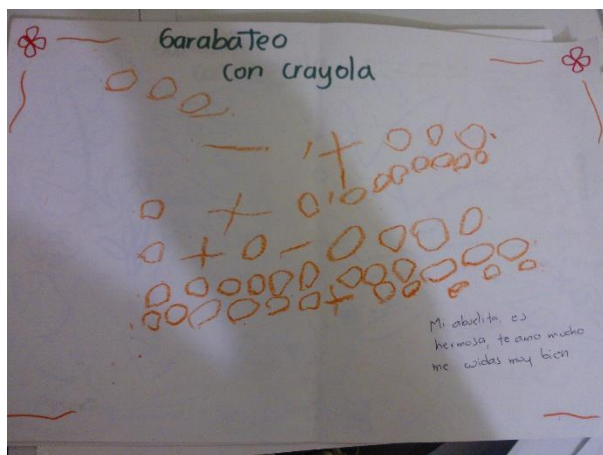 Garabateo
con crayola
Mi abuelita, es
hermosa, te amo mucho
me cuidas muy bien